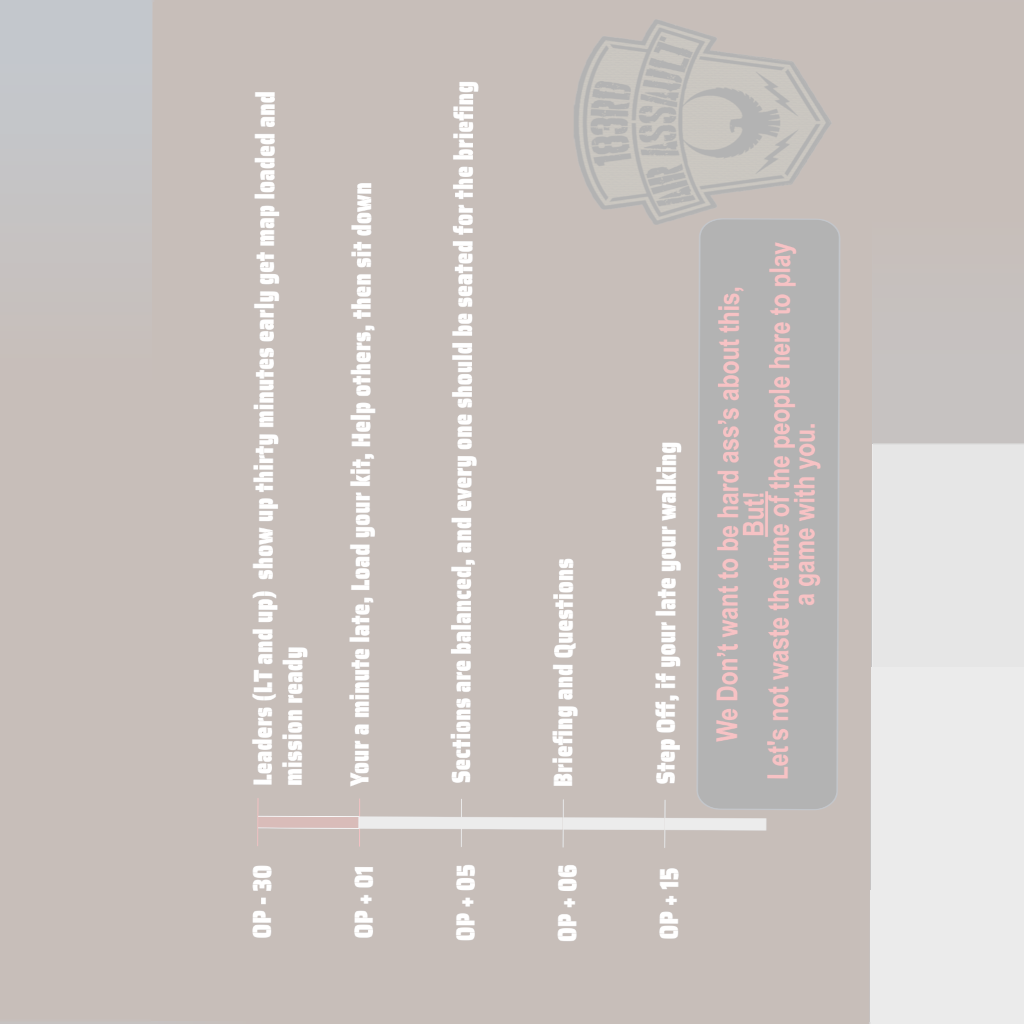 OP - 30
Leaders (LT and up) show up thirty minutes early get map loaded and
mission ready
OP + 01
Your a minute late, Load your kit, Help others, then sit down
OP + 05
Sections are balanced, and every one should be seated for the briefing
OP + 06
Briefing and Questions
OP + 15
Step Off, if your late your walking
183RD
AIR ASSAULT
We Don't want to be hard ass's about this,
But!
Let's not waste the time of the people here to play
a game with you.